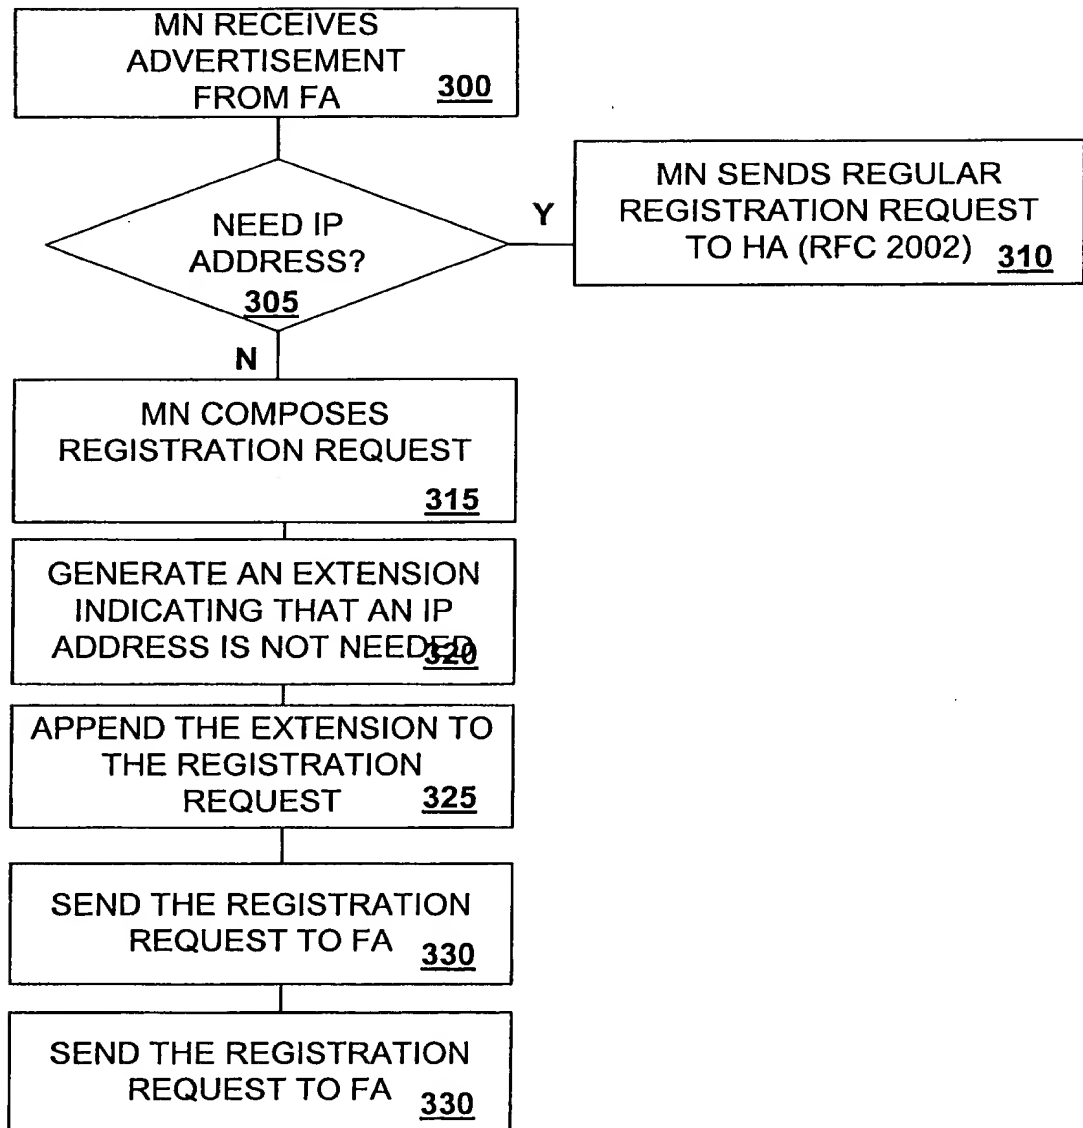 MN RECEIVES
ADVERTISEMENT
FROM FA 300
NEED IP
ADDRESS?
305
Y
MN SENDS REGULAR
REGISTRATION REQUEST
TO HA (RFC 2002) 310
N
MN COMPOSES
REGISTRATION REQUEST
315
GENERATE AN EXTENSION
INDICATING THAT AN IP
ADDRESS IS NOT NEEDED
320
APPEND THE EXTENSION TO
THE REGISTRATION
REQUEST 325
SEND THE REGISTRATION
REQUEST TO FA 330
SEND THE REGISTRATION
REQUEST TO FA 330